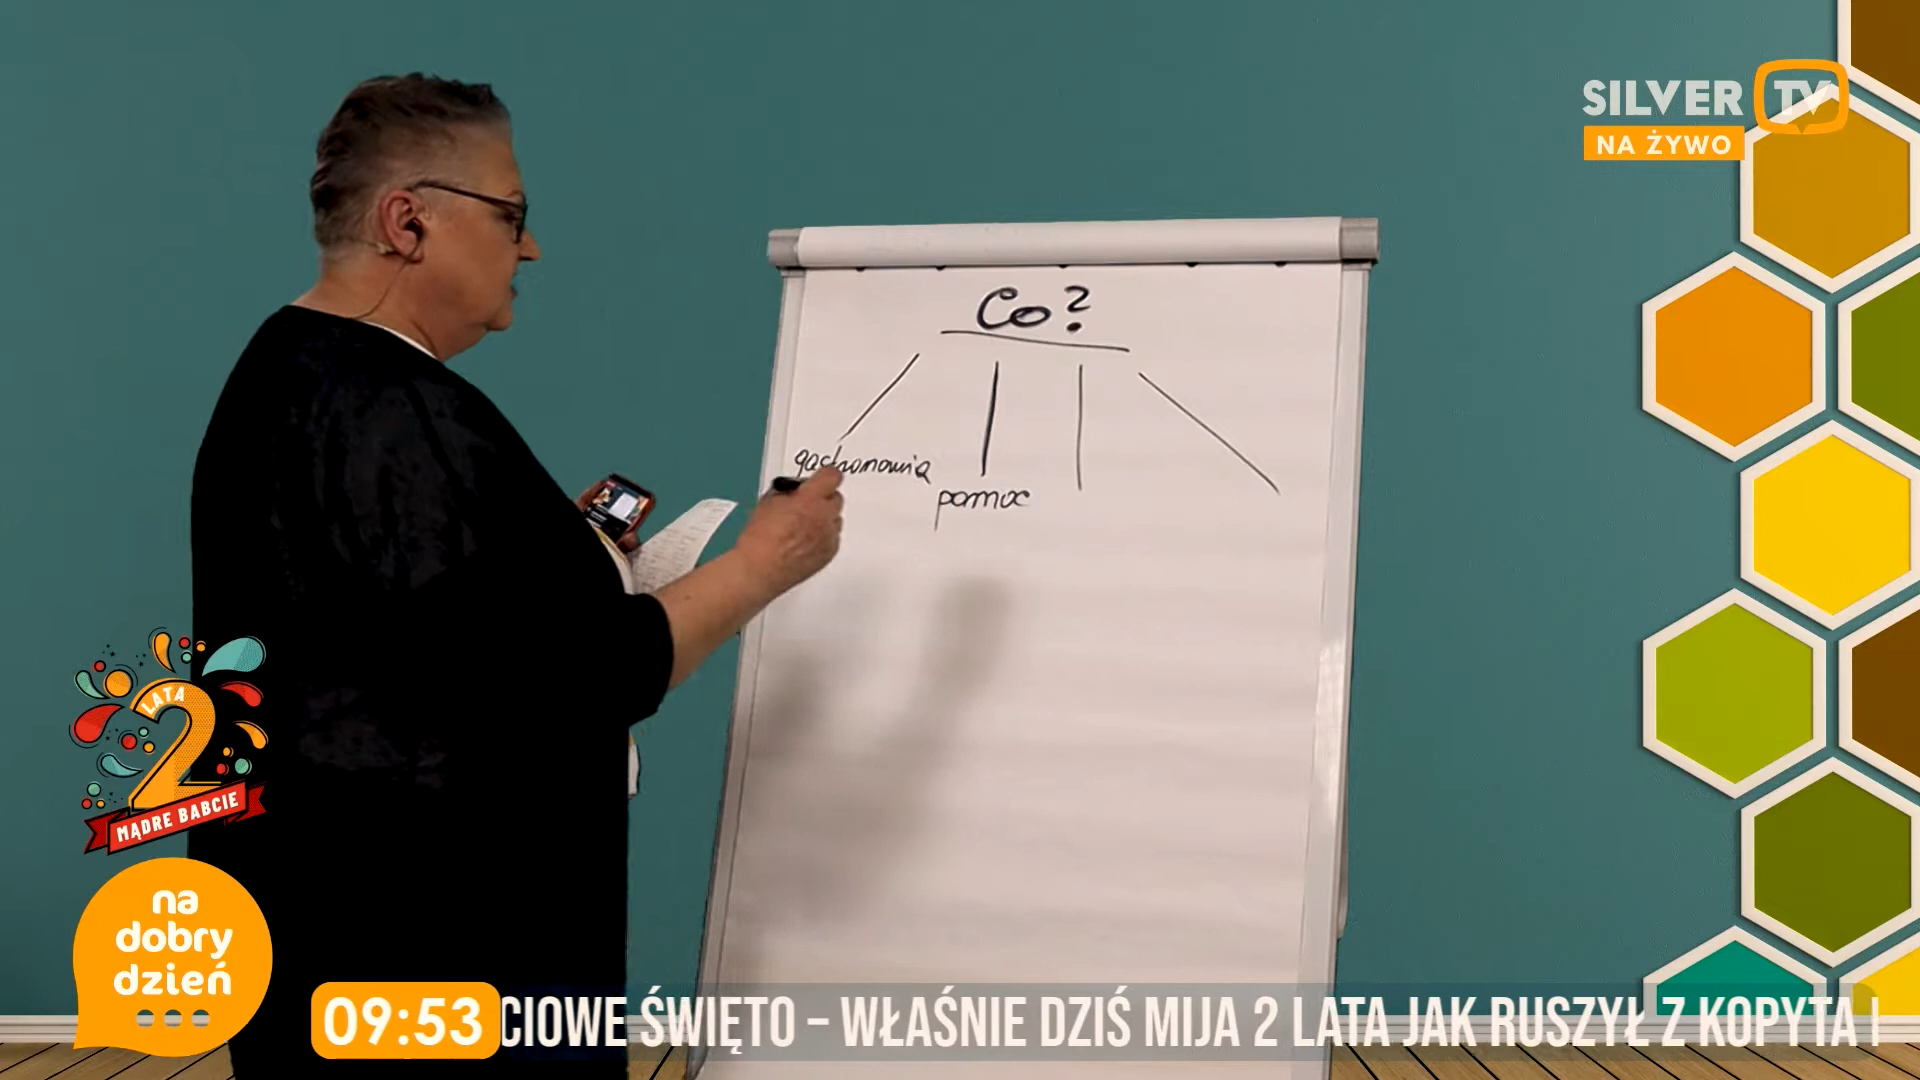 SILVER TV
NA ŻYWO
Co?
gastronomia
pomoc
LATA
2
MĄDRE BABCIE
na
dobry
dzień
09:53
CIOWE ŚWIĘTO – WŁAŚNIE DZIŚ MIJA 2 LATA JAK RUSZYŁ Z KOPYTA